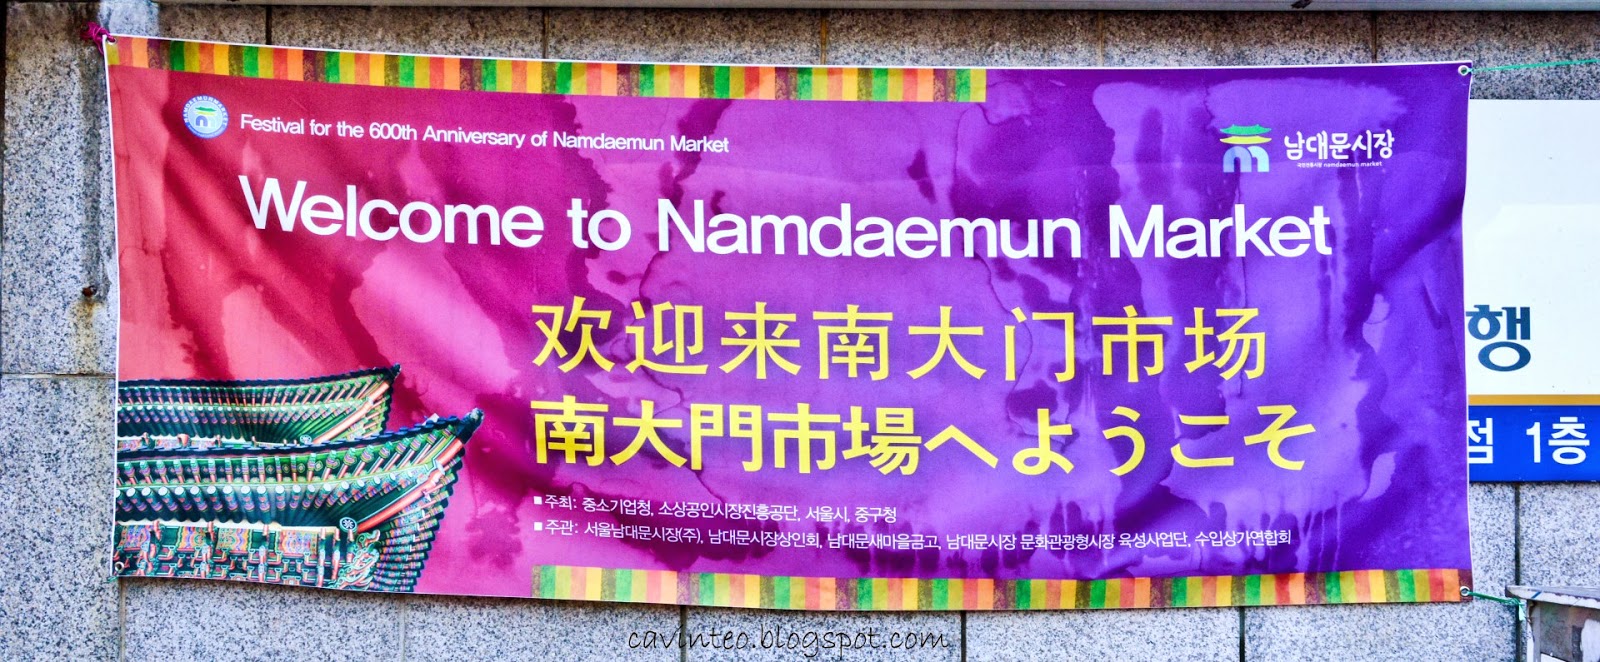 Festival for the 600th Anniversary of Namdaemun Market
남대문시장
namdaemun market
Welcome to Namdaemun Market
欢迎来南大门市场
南大門市場へようこそ
행
점 1층
■ 주최: 중소기업청, 소상공인시장진흥공단, 서울시, 중구청
■ 주관: 서울남대문시장(주), 남대문시장상인회, 남대문새마을금고, 남대문시장 문화관광형시장 육성사업단, 수입상가연합회
cavinteo.blogspot.com